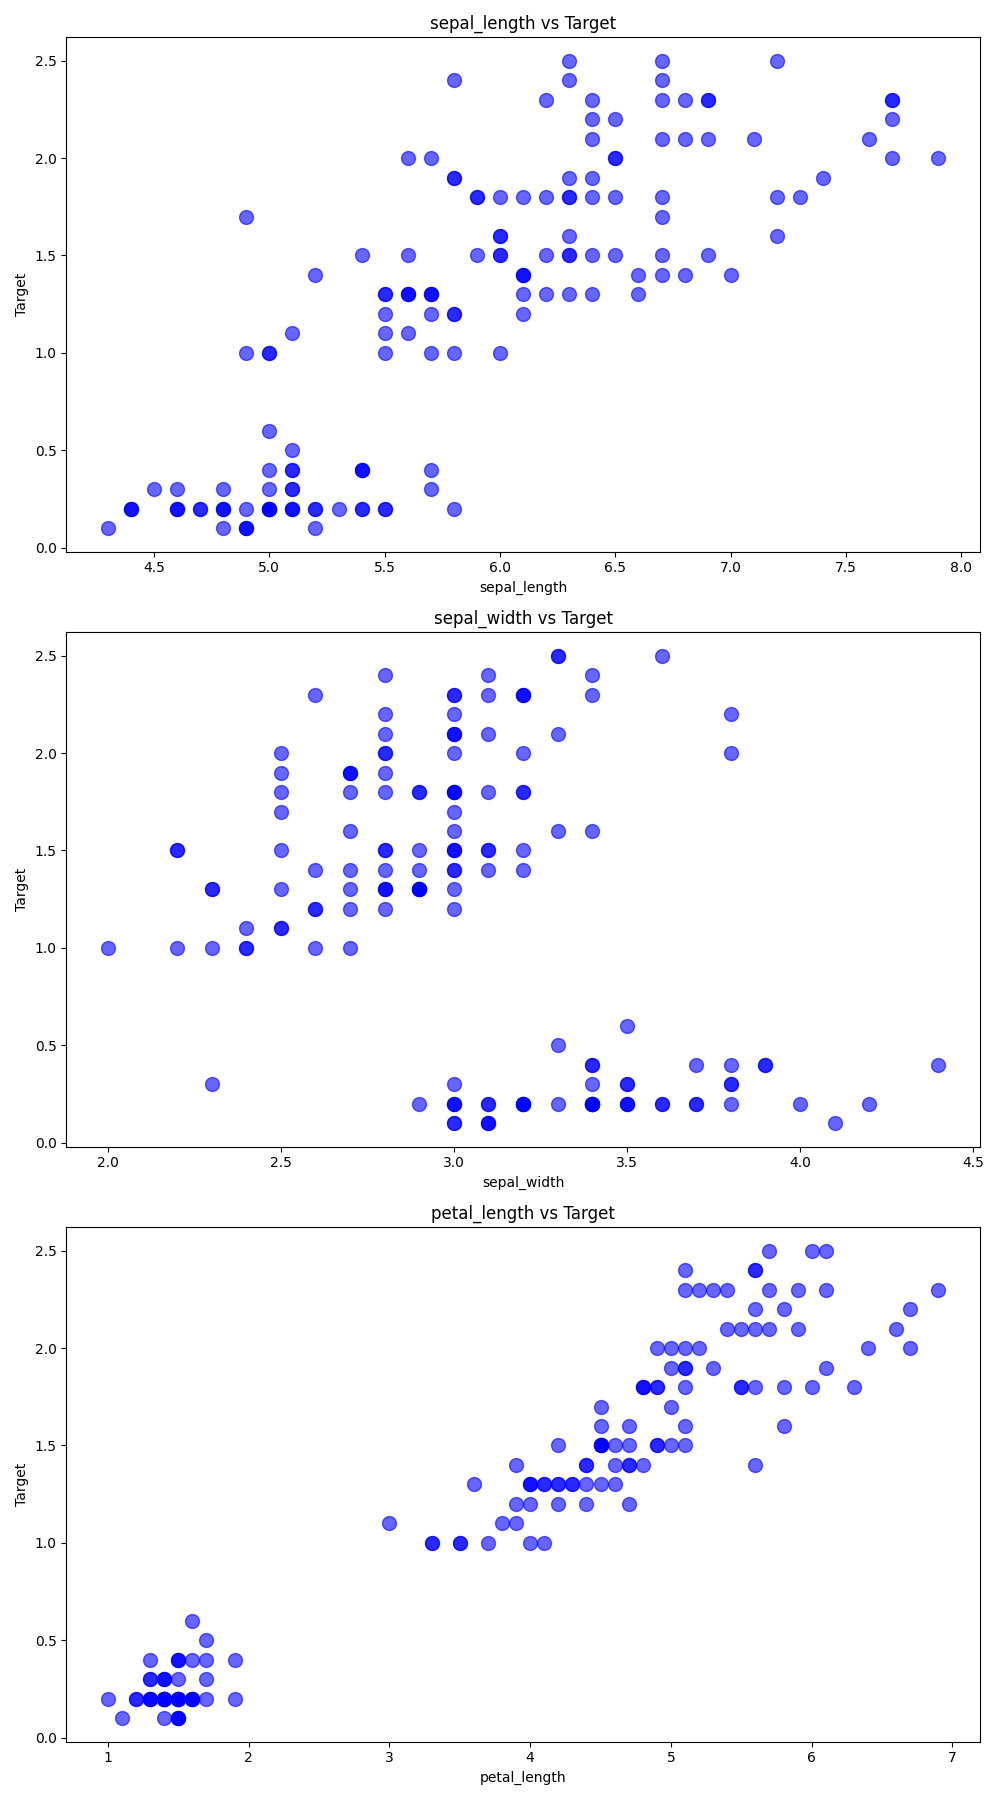 sepal_length vs Target
2.5
2.0
1.5
1.0
0.5
0.0
Target
4.5 5.0 5.5 6.0 6.5 7.0 7.5 8.0
sepal_length
sepal_width vs Target
2.5
2.0
1.5
1.0
0.5
0.0
Target
2.0 2.5 3.0 3.5 4.0 4.5
sepal_width
petal_length vs Target
2.5
2.0
1.5
1.0
0.5
0.0
Target
1 2 3 4 5 6 7
petal_length